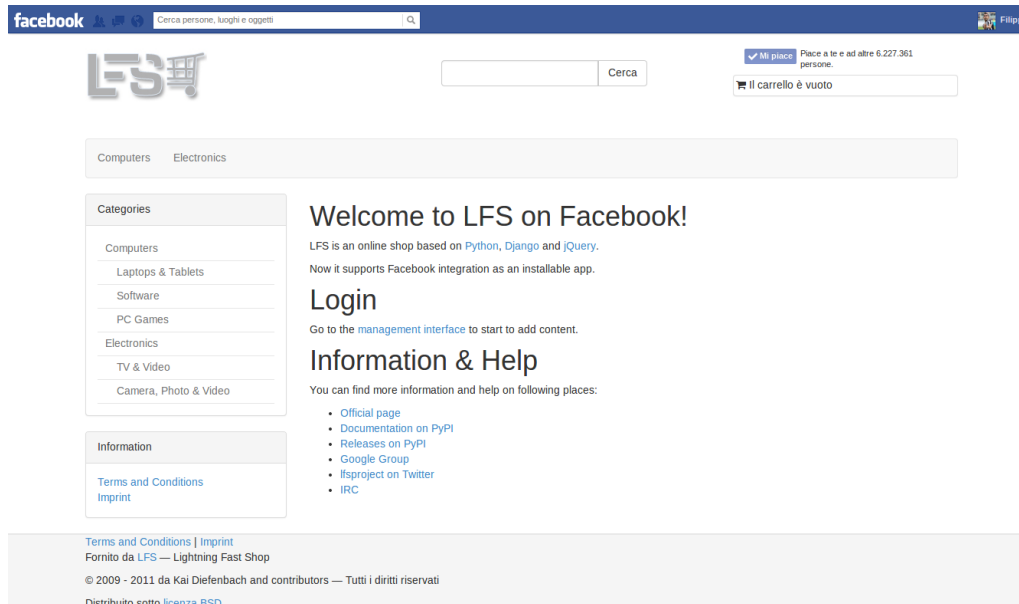 facebook
Cerca persone, luoghi e oggetti
LFS
Cerca
Mi piace
Piace a te e ad altre 6.227.361
persone.
Il carrello è vuoto
Computers
Electronics
Categories
Computers
Laptops & Tablets
Software
PC Games
Electronics
TV & Video
Camera, Photo & Video
Information
Terms and Conditions
Imprint
Welcome to LFS on Facebook!
LFS is an online shop based on Python, Django and jQuery.
Now it supports Facebook integration as an installable app.
Login
Go to the management interface to start to add content.
Information & Help
You can find more information and help on following places:
Official page
Documentation on PyPI
Releases on PyPI
Google Group
lfsproject on Twitter
IRC
Terms and Conditions | Imprint
Fornito da LFS — Lightning Fast Shop
© 2009 - 2011 da Kai Diefenbach and contributors — Tutti i diritti riservati
Distribuito sotto licenza BSD